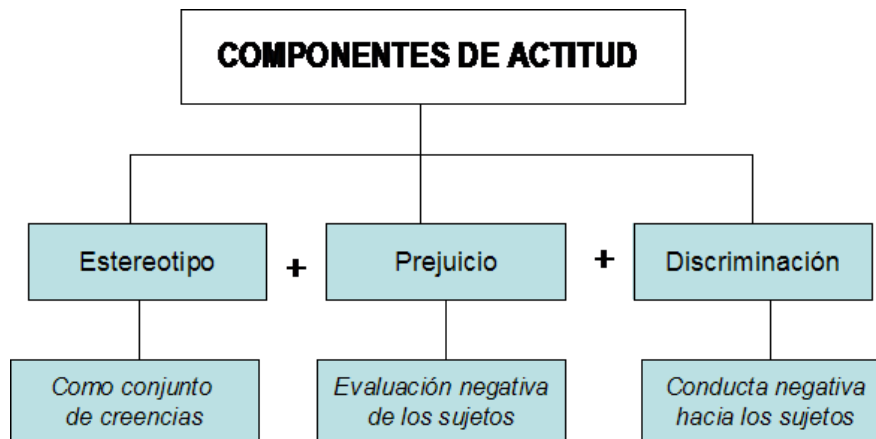 COMPONENTES DE ACTITUD
Estereotipo + Prejuicio + Discriminación
Como conjunto
de creencias
Evaluación negativa
de los sujetos
Conducta negativa
hacia los sujetos